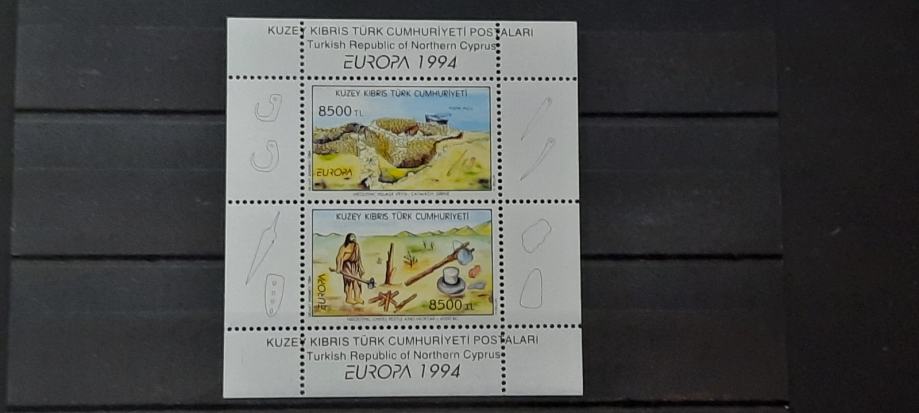 KUZEY KIBRIS TÜRK CUMHURİYETİ POSTALARI
Turkish Republic of Northern Cyprus
EUROPA 1994
KUZEY KIBRIS TÜRK CUMHURİYETİ
8500 TL
EUROPA
KUZEY KIBRIS TÜRK CUMHURİYETİ
EUROPA
8500 TL
KUZEY KIBRIS TÜRK CUMHURİYETİ POSTALARI
Turkish Republic of Northern Cyprus
EUROPA 1994